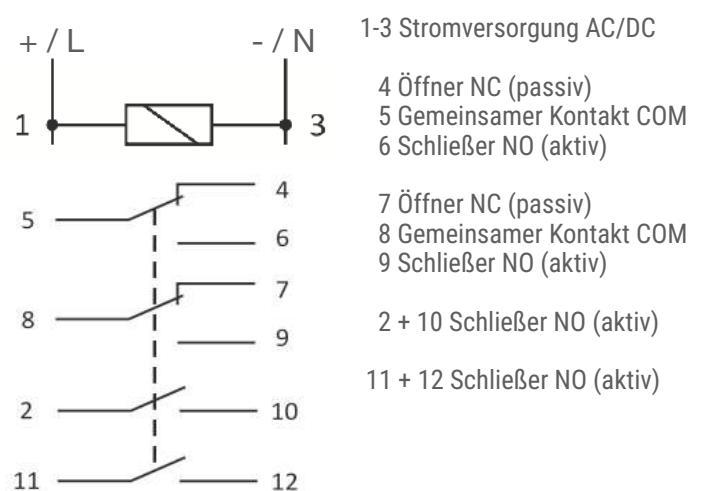 + / L
- / N
1
3
5
4
6
8
7
9
2
10
11
12
1-3 Stromversorgung AC/DC
4 Öffner NC (passiv)
5 Gemeinsamer Kontakt COM
6 Schließer NO (aktiv)
7 Öffner NC (passiv)
8 Gemeinsamer Kontakt COM
9 Schließer NO (aktiv)
2 + 10 Schließer NO (aktiv)
11 + 12 Schließer NO (aktiv)